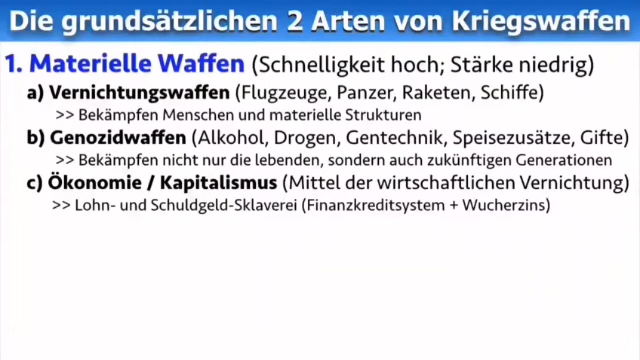 Die grundsätzlichen 2 Arten von Kriegswaffen
1. Materielle Waffen (Schnelligkeit hoch; Stärke niedrig)
a) Vernichtungswaffen (Flugzeuge, Panzer, Raketen, Schiffe)
>> Bekämpfen Menschen und materielle Strukturen
b) Genozidwaffen (Alkohol, Drogen, Gentechnik, Speisezusätze, Gifte)
>> Bekämpfen nicht nur die lebenden, sondern auch zukünftigen Generationen
c) Ökonomie / Kapitalismus (Mittel der wirtschaftlichen Vernichtung)
>> Lohn- und Schuldgeld-Sklaverei (Finanzkreditsystem + Wucherzins)